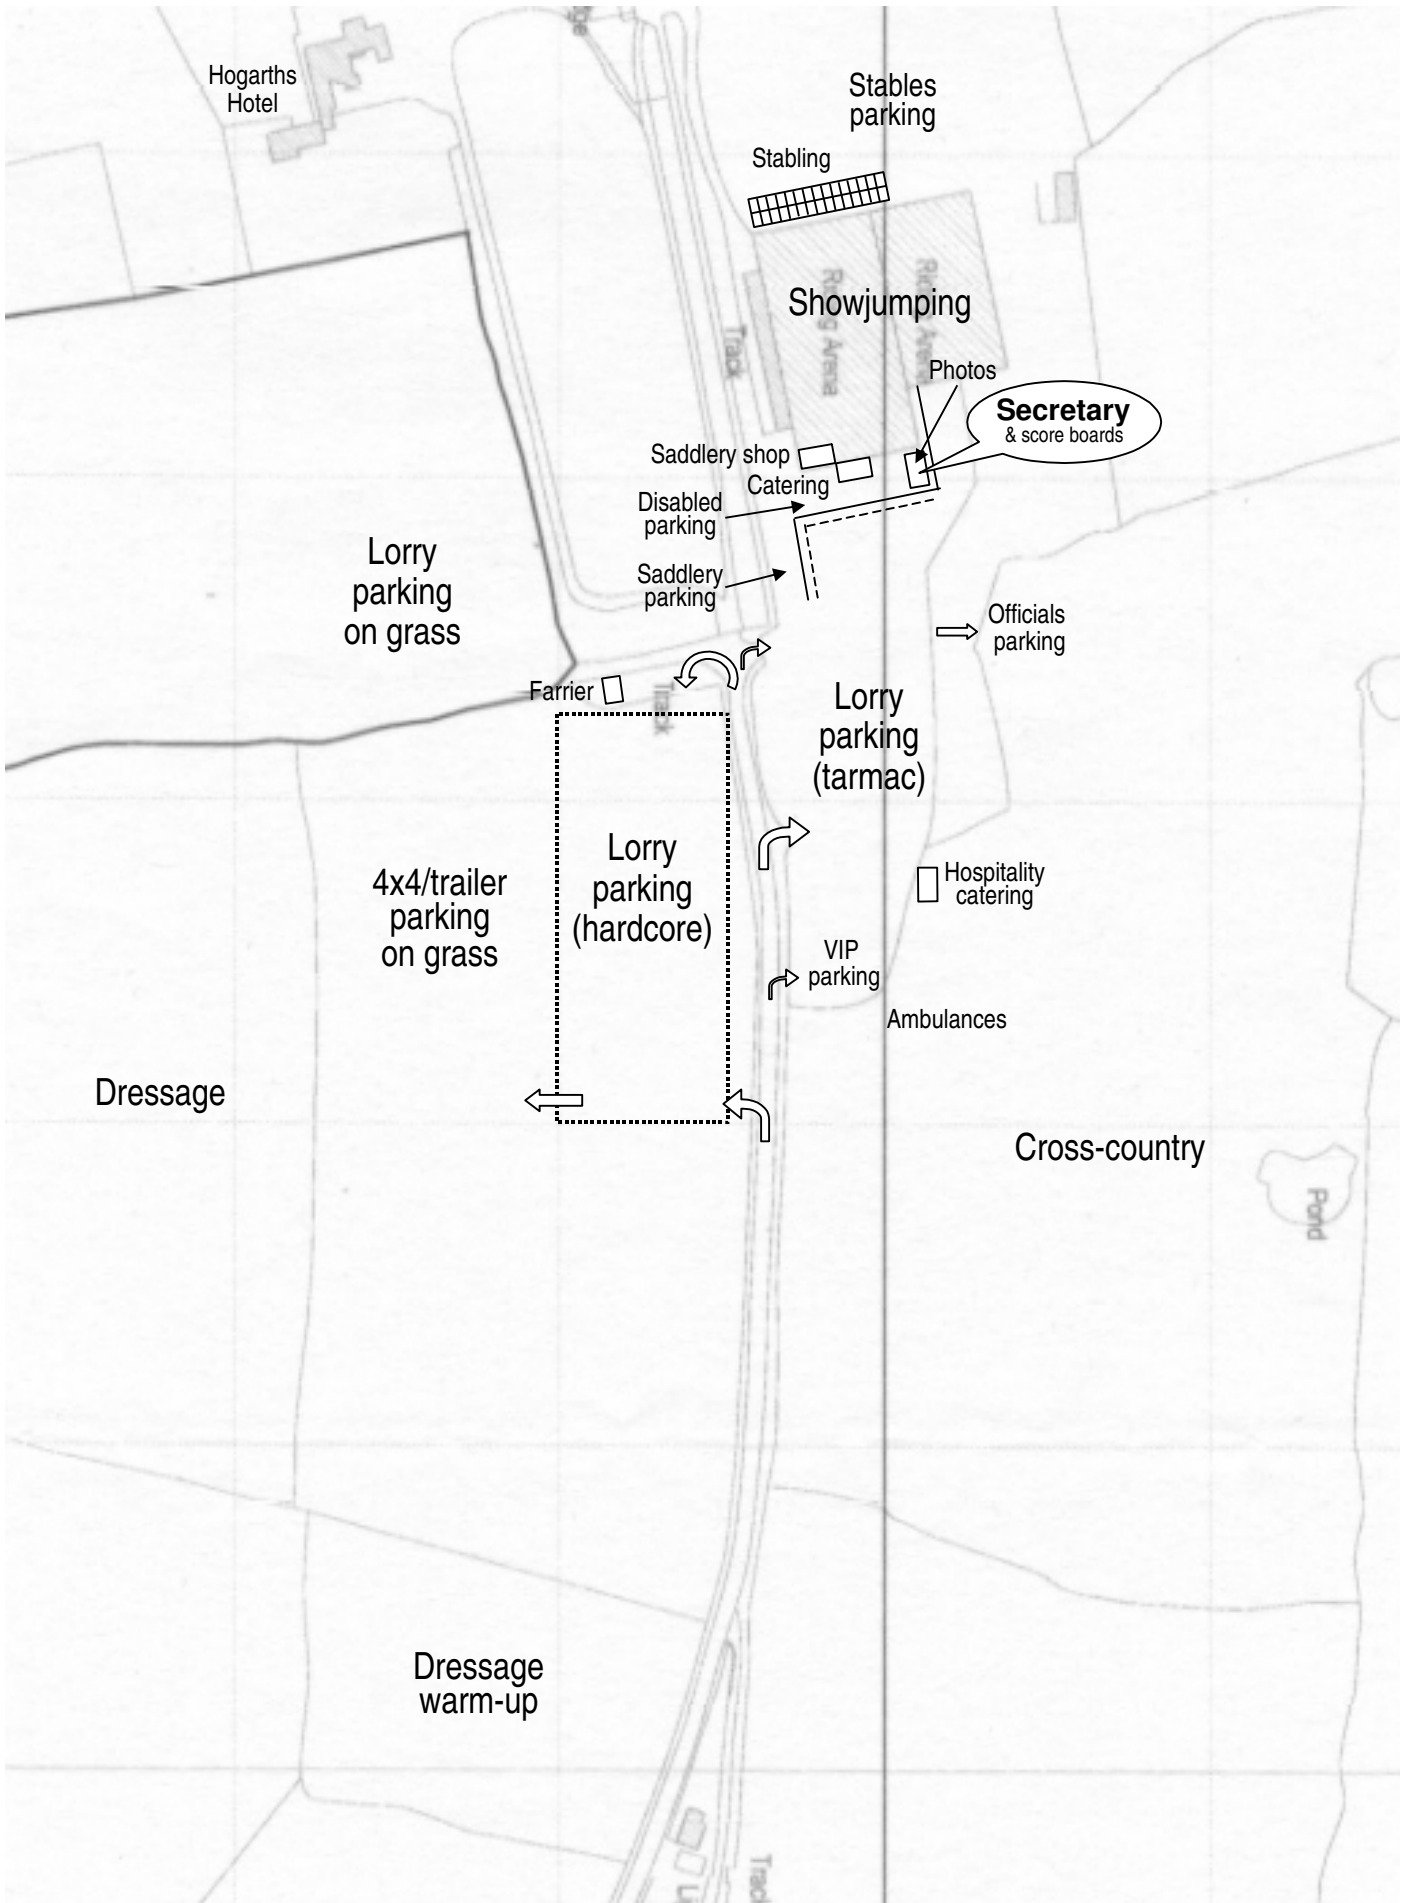 Hogarths
Hotel
Stables
parking
Stabling
Riding Arena
Riding Arena
Showjumping
Track
Photos
Secretary
& score boards
Saddlery shop
Catering
Disabled
parking
Lorry
parking
on grass
Saddlery
parking
Officials
parking
Farrier
Track
Lorry
parking
(tarmac)
4x4/trailer
parking
on grass
Lorry
parking
(hardcore)
Hospitality
catering
VIP
parking
Ambulances
Dressage
Cross-country
Pond
Dressage
warm-up
Track